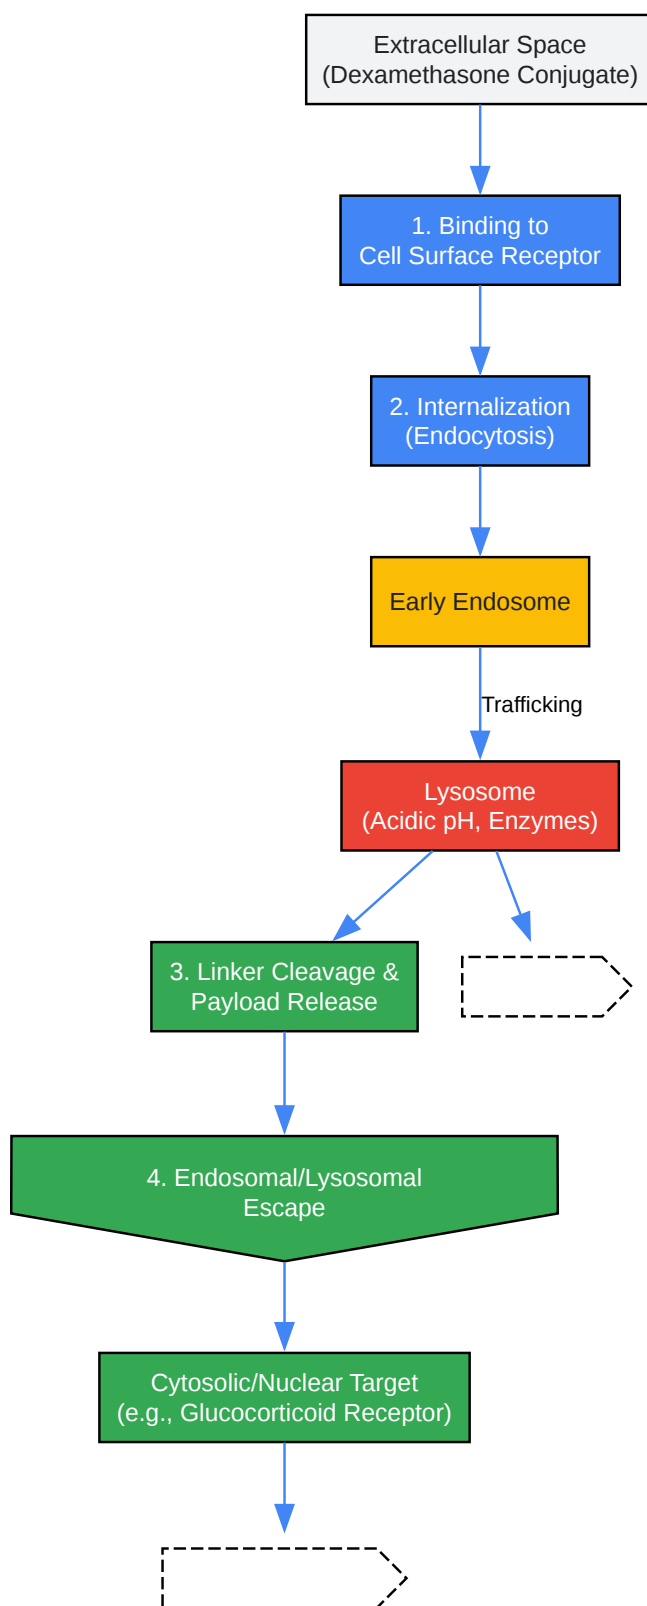 Extracellular Space
(Dexamethasone Conjugate)
1. Binding to
Cell Surface Receptor
2. Internalization
(Endocytosis)
Early Endosome
Trafficking
Lysosome
(Acidic pH, Enzymes)
3. Linker Cleavage &
Payload Release
4. Endosomal/Lysosomal
Escape
Cytosolic/Nuclear Target
(e.g., Glucocorticoid Receptor)